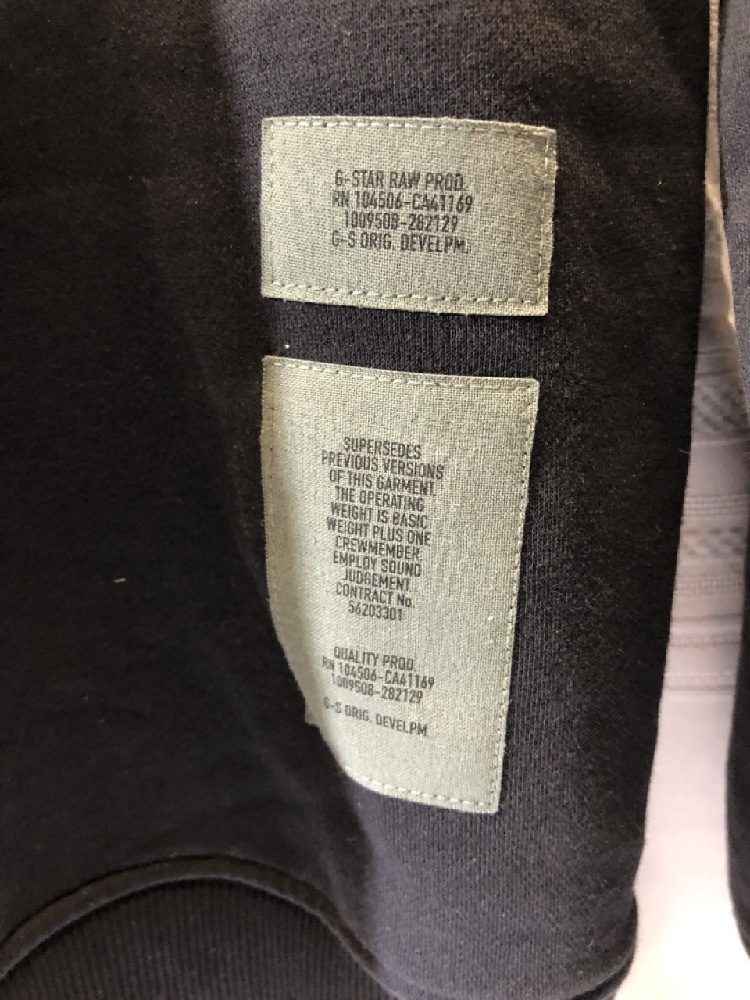 G-STAR RAW PROD.
RN 104506-CA41169
1009508-282129
G-S ORIG. DEVELPM.
SUPERSEDES
PREVIOUS VERSIONS
OF THIS GARMENT.
THE OPERATING
WEIGHT IS BASIC
WEIGHT PLUS ONE
CREWMEMBER.
EMPLOY SOUND
JUDGEMENT.
CONTRACT No.
56203301
QUALITY PROD.
RN 104506-CA41169
1009508-282129
G-S ORIG. DEVELPM